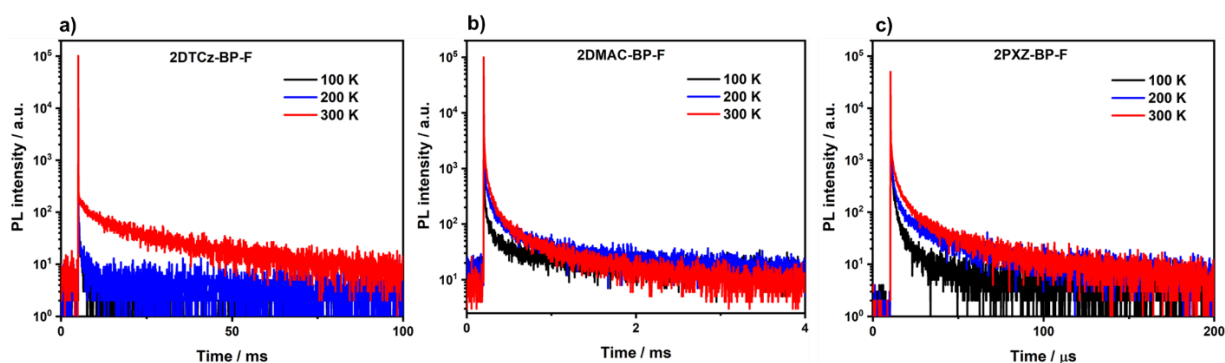 a)
2DTCz-BP-F
100 K
200 K
300 K
PL intensity / a.u.
10⁵
10⁴
10³
10²
10¹
10⁰
0 50 100
Time / ms
b)
2DMAC-BP-F
100 K
200 K
300 K
PL intensity / a.u.
10⁵
10⁴
10³
10²
10¹
0 2 4
Time / ms
c)
2PXZ-BP-F
100 K
200 K
300 K
PL intensity / a.u.
10⁵
10⁴
10³
10²
10¹
10⁰
0 100 200
Time / μs